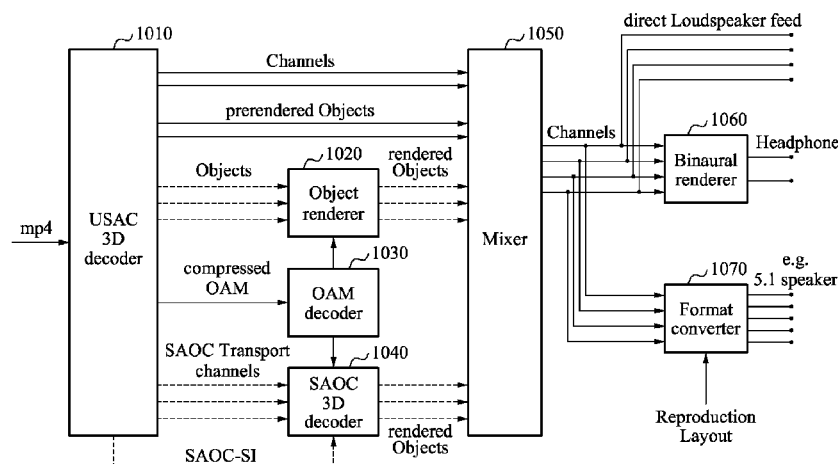 1010
1050
direct Loudspeaker feed
Channels
prerendered Objects
1020
rendered
Objects
Objects
Object
renderer
Channels
1060
Binaural
renderer
Headphone
mp4
USAC
3D
decoder
Mixer
1030
compressed
OAM
OAM
decoder
1070
e.g.
5.1 speaker
Format
converter
SAOC Transport
channels
1040
SAOC
3D
decoder
rendered
Objects
Reproduction
Layout
SAOC-SI